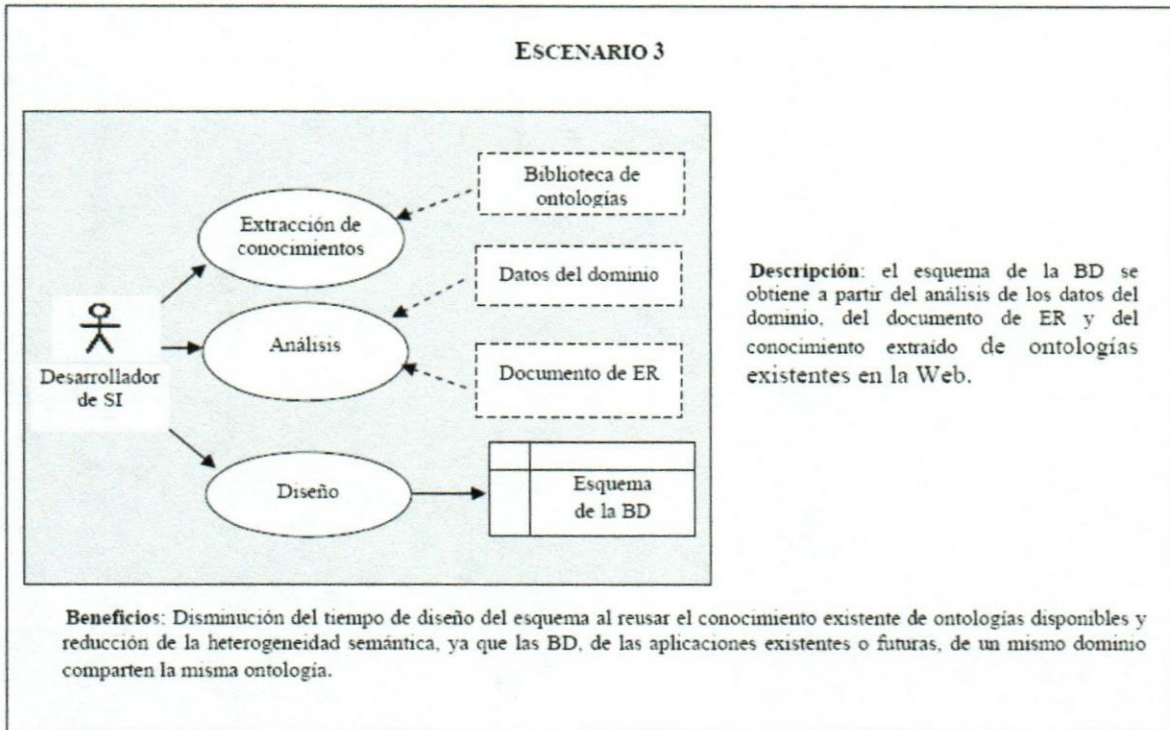 ESCENARIO 3
Biblioteca de
ontologías
Extracción de
conocimientos
Datos del dominio
Análisis
Documento de ER
Desarrollador
de SI
Diseño
Esquema
de la BD
Descripción: el esquema de la BD se
obtiene a partir del análisis de los datos del
dominio, del documento de ER y del
conocimiento extraído de ontologías
existentes en la Web.
Beneficios: Disminución del tiempo de diseño del esquema al reusar el conocimiento existente de ontologías disponibles y
reducción de la heterogeneidad semántica, ya que las BD, de las aplicaciones existentes o futuras, de un mismo dominio
comparten la misma ontología.